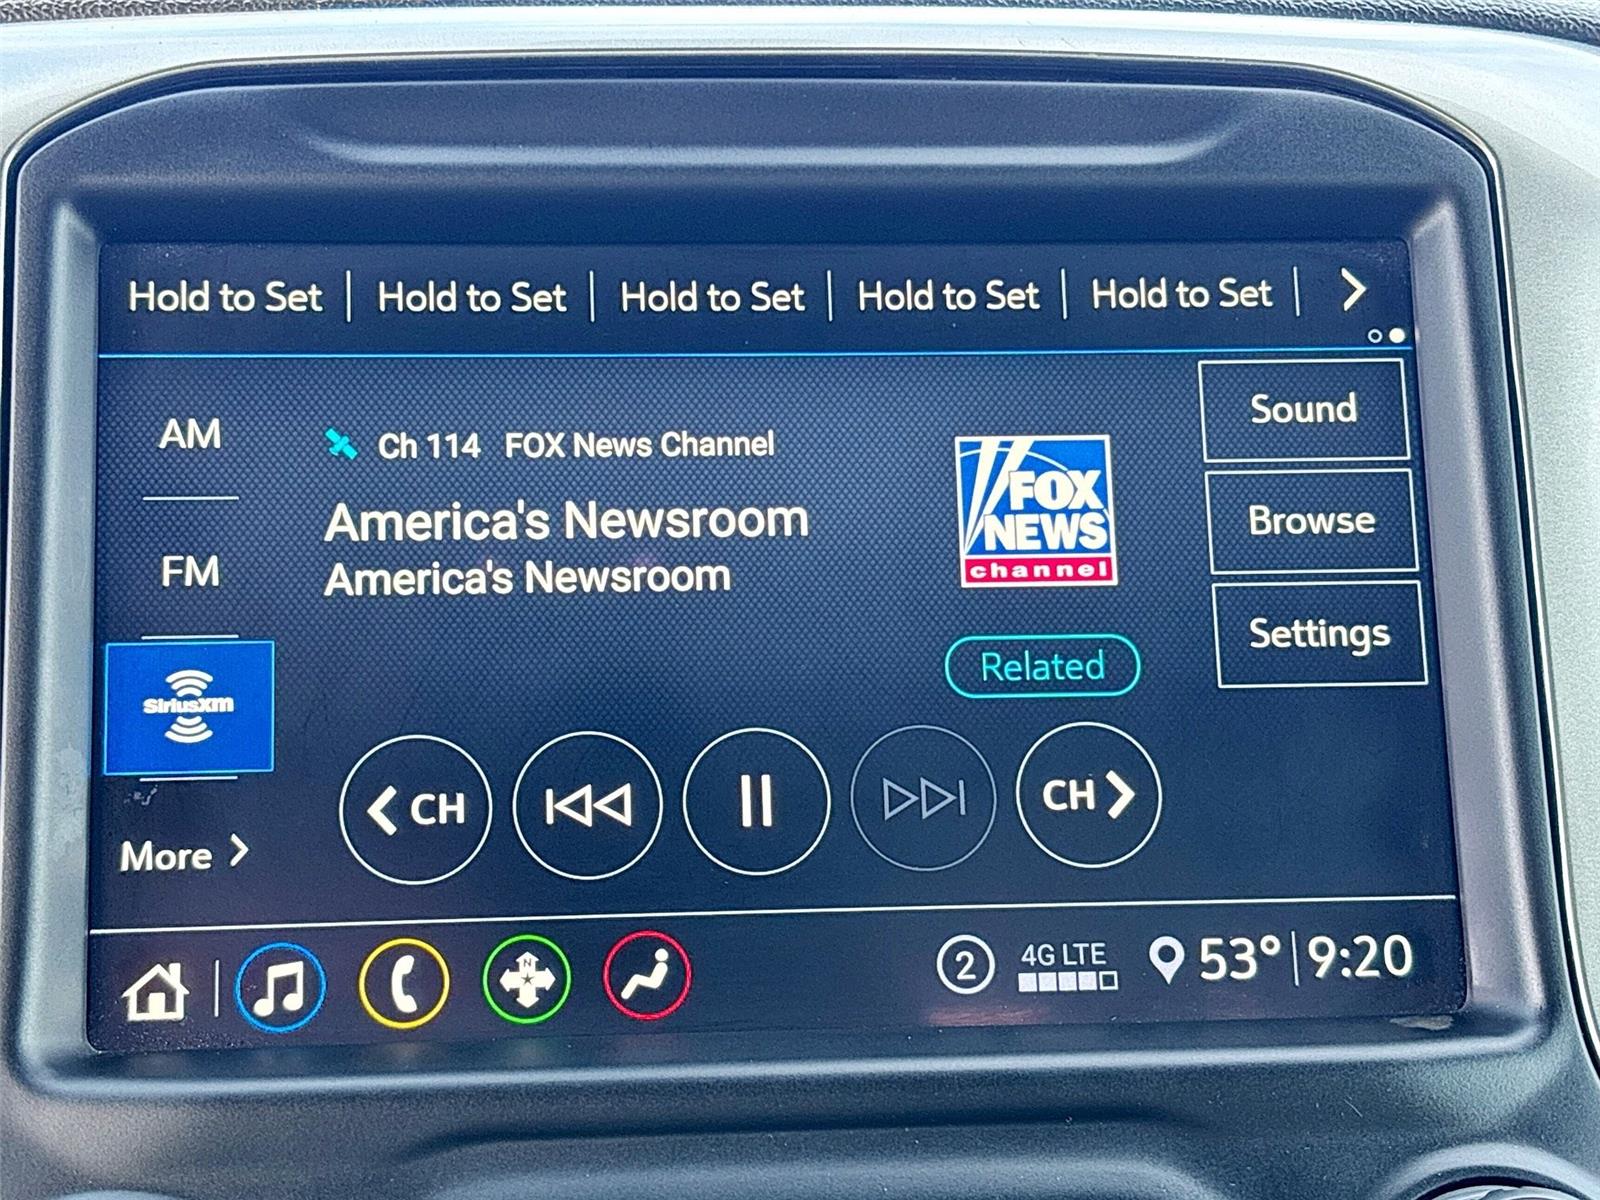 Hold to Set | Hold to Set | Hold to Set | Hold to Set | Hold to Set |
AM
Ch 114 FOX News Channel
America's Newsroom
America's Newsroom
FOX
NEWS
channel
Related
Sound
Browse
Settings
FM
SiriusXM
More
CH
CH
N
2
4G LTE
53° | 9:20